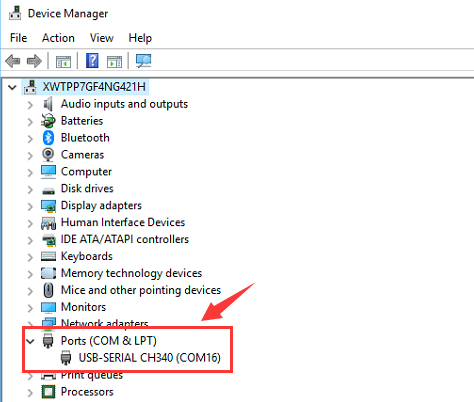 Device Manager
File Action View Help
XWTPP7GF4NG421H
Audio inputs and outputs
Batteries
Bluetooth
Cameras
Computer
Disk drives
Display adapters
Human Interface Devices
IDE ATA/ATAPI controllers
Keyboards
Memory technology devices
Mice and other pointing devices
Monitors
Network adapters
Ports (COM & LPT)
USB-SERIAL CH340 (COM16)
Print queues
Processors